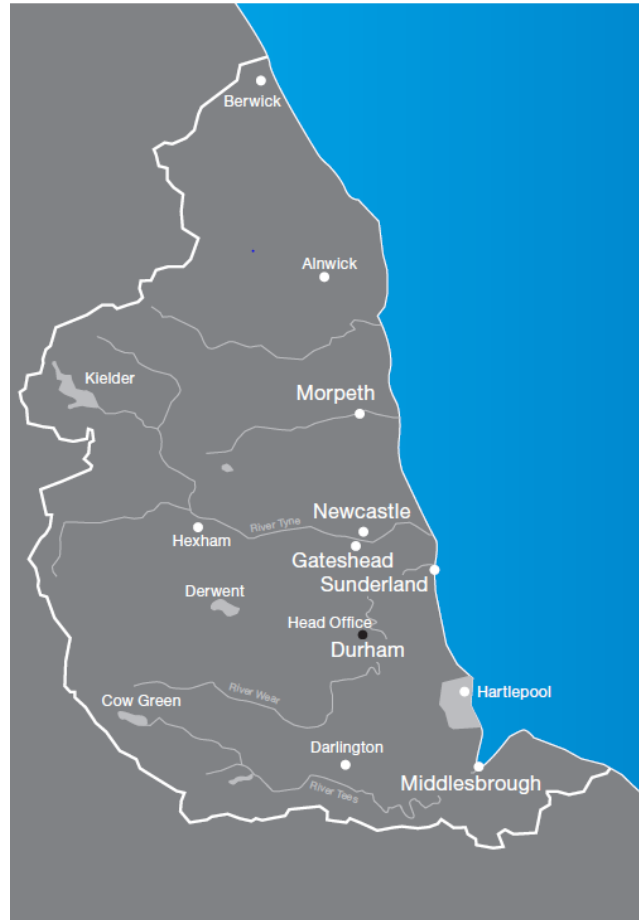 Berwick
Alnwick
Kielder
Morpeth
Newcastle
River Tyne
Hexham
Gateshead
Sunderland
Derwent
Head Office
Durham
River Wear
Cow Green
Hartlepool
Darlington
Middlesbrough
River Tees